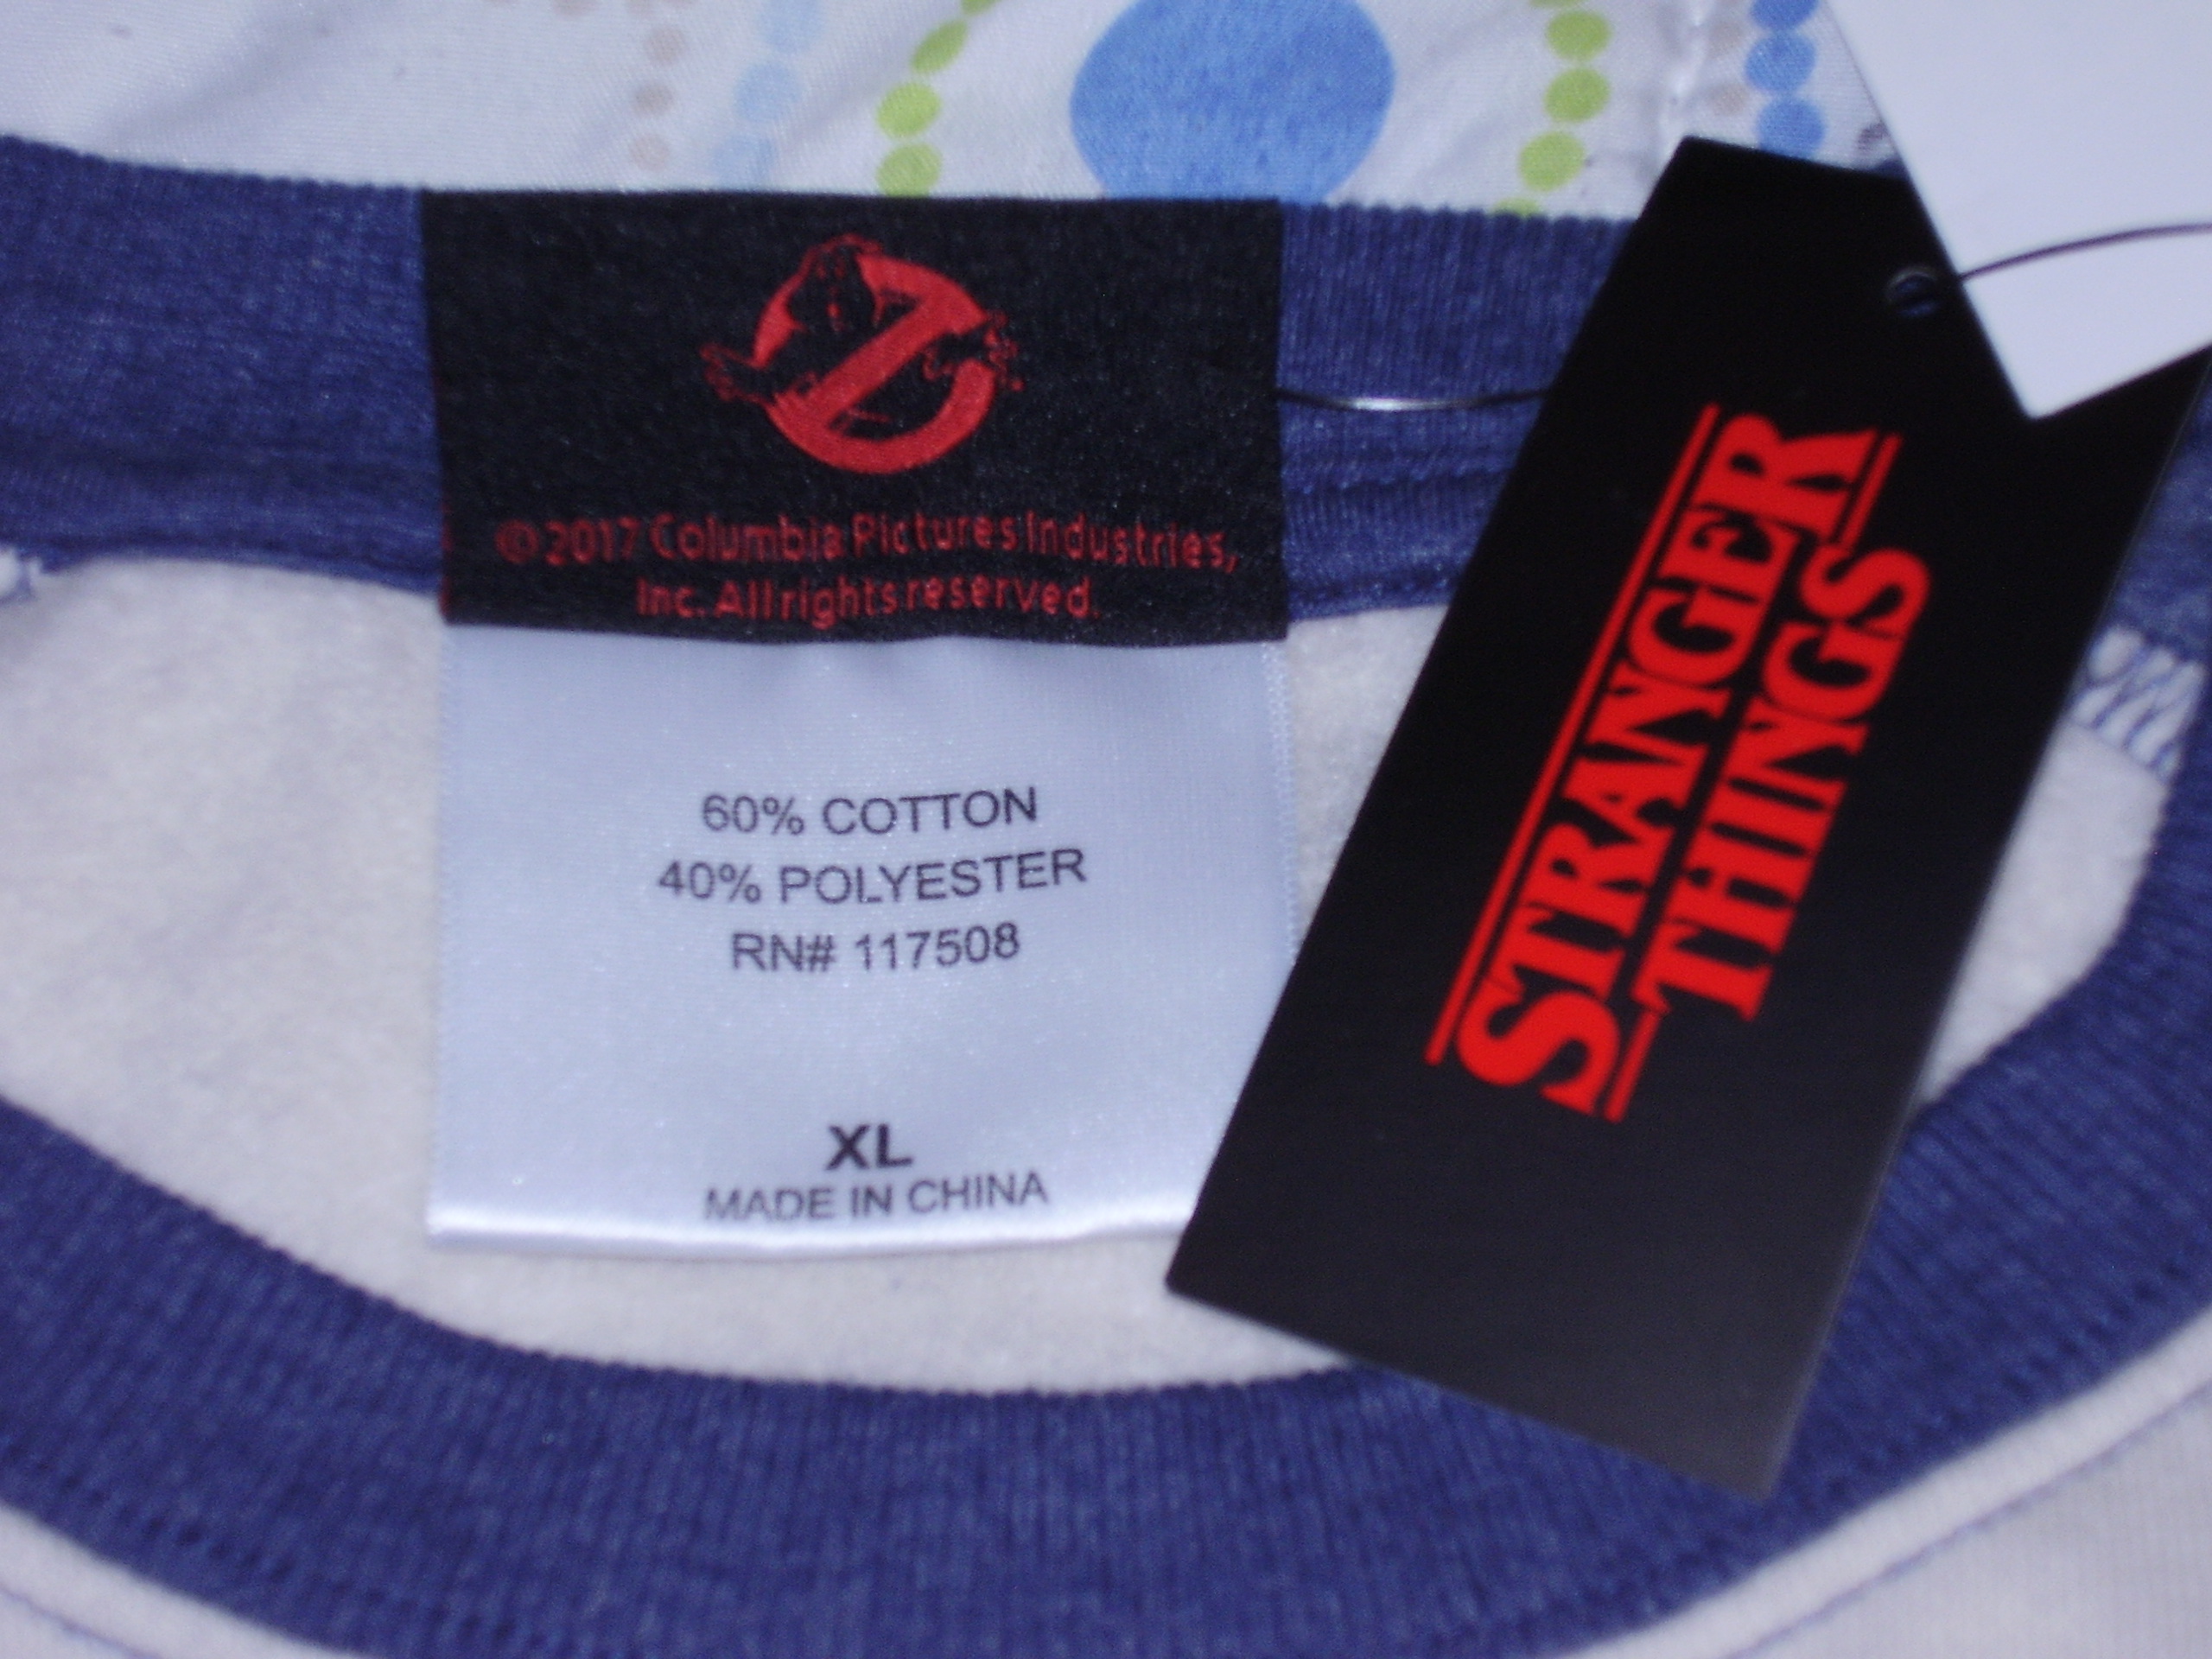 © 2017 Columbia Pictures Industries,
Inc. All rights reserved.
60% COTTON
40% POLYESTER
RN# 117508
XL
MADE IN CHINA
STRANGER
THINGS